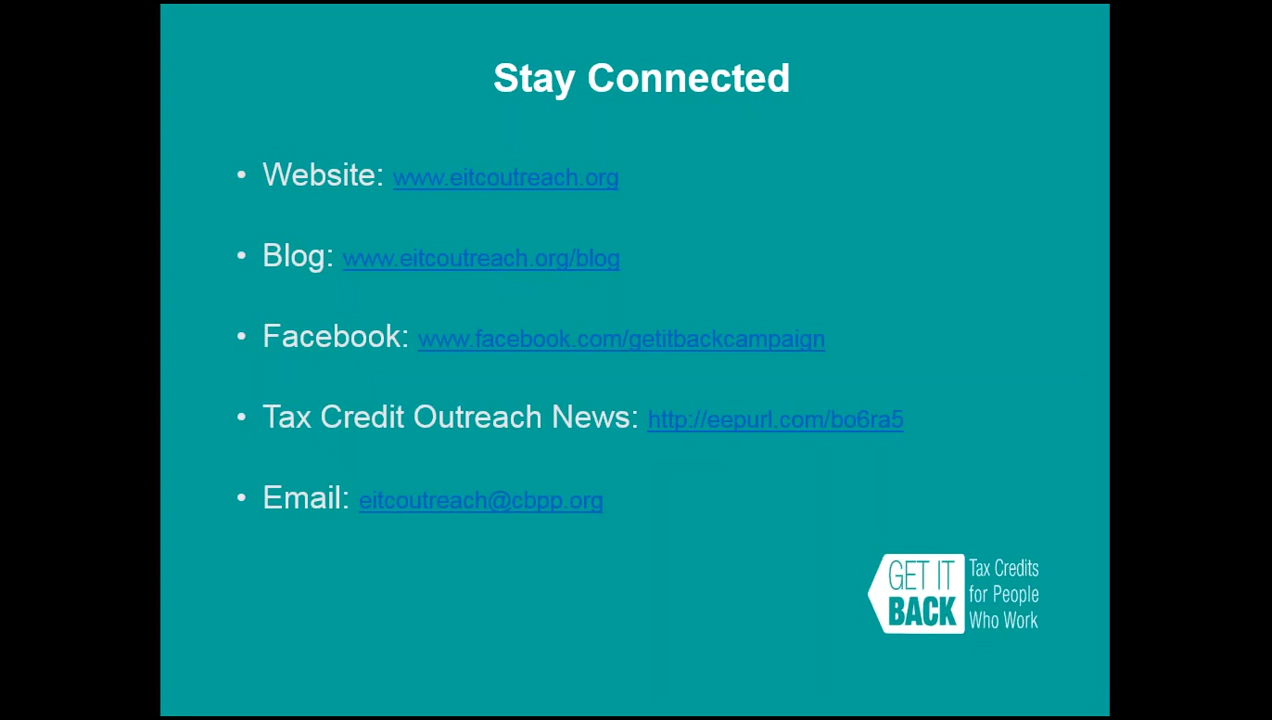 Stay Connected
• Website: www.eitcoutreach.org
• Blog: www.eitcoutreach.org/blog
• Facebook: www.facebook.com/getitbackcampaign
• Tax Credit Outreach News: http://eepurl.com/bo6ra5
• Email: eitcoutreach@cbpp.org
GET IT
BACK
Tax Credits
for People
Who Work